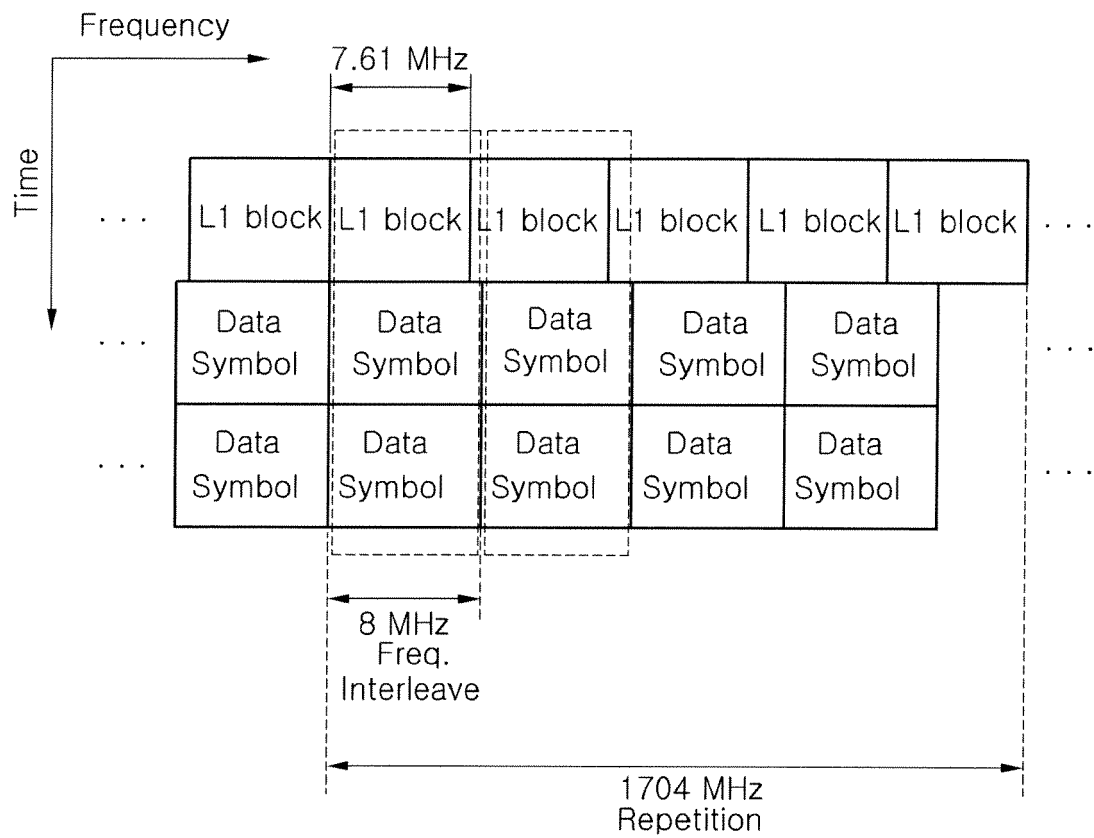 Frequency
7.61 MHz
Time
. . . L1 block L1 block L1 block L1 block L1 block L1 block . . .
. . . Data Symbol Data Symbol Data Symbol Data Symbol Data Symbol . . .
. . . Data Symbol Data Symbol Data Symbol Data Symbol Data Symbol . . .
8 MHz
Freq.
Interleave
1704 MHz
Repetition